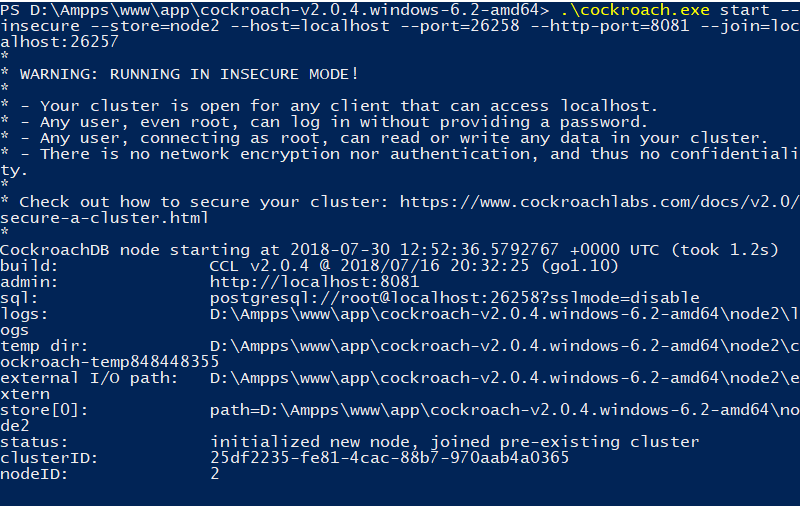 PS D:\Ampps\www\app\cockroach-v2.0.4.windows-6.2-amd64> .\cockroach.exe start --
insecure --store=node2 --host=localhost --port=26258 --http-port=8081 --join=loc
alhost:26257
*
* WARNING: RUNNING IN INSECURE MODE!
*
* - Your cluster is open for any client that can access localhost.
* - Any user, even root, can log in without providing a password.
* - Any user, connecting as root, can read or write any data in your cluster.
* - There is no network encryption nor authentication, and thus no confidentiali
ty.
*
* Check out how to secure your cluster: https://www.cockroachlabs.com/docs/v2.0/
secure-a-cluster.html
*
CockroachDB node starting at 2018-07-30 12:52:36.5792767 +0000 UTC (took 1.2s)
build:               CCL v2.0.4 @ 2018/07/16 20:32:25 (go1.10)
admin:               http://localhost:8081
sql:                 postgresql://root@localhost:26258?sslmode=disable
logs:                D:\Ampps\www\app\cockroach-v2.0.4.windows-6.2-amd64\node2\l
ogs
temp dir:            D:\Ampps\www\app\cockroach-v2.0.4.windows-6.2-amd64\node2\c
ockroach-temp848448355
external I/O path:   D:\Ampps\www\app\cockroach-v2.0.4.windows-6.2-amd64\node2\e
xtern
store[0]:            path=D:\Ampps\www\app\cockroach-v2.0.4.windows-6.2-amd64\no
de2
status:              initialized new node, joined pre-existing cluster
clusterID:           25df2235-fe81-4cac-88b7-970aab4a0365
nodeID:              2